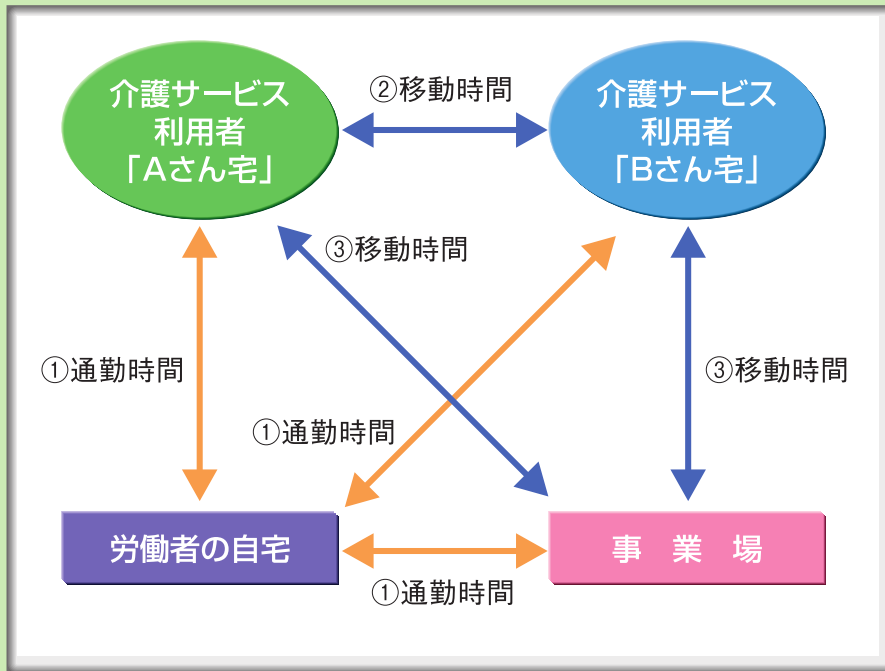 介護サービス
利用者
「Aさん宅」
②移動時間
介護サービス
利用者
「Bさん宅」
③移動時間
①通勤時間
③移動時間
①通勤時間
労働者の自宅
事　業　場
①通勤時間